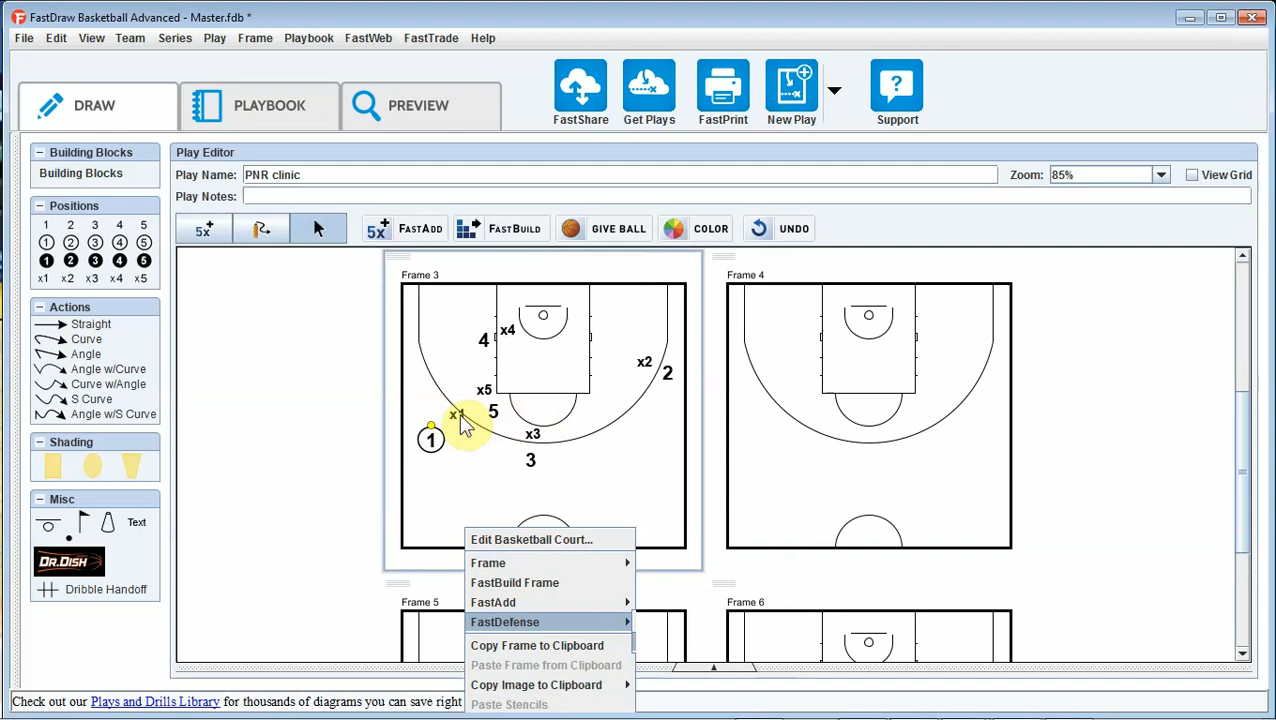 FastDraw Basketball Advanced - Master.fdb *
File Edit View Team Series Play Frame Playbook FastWeb FastTrade Help
DRAW PLAYBOOK PREVIEW
FastShare Get Plays FastPrint New Play Support
Building Blocks
Building Blocks
Positions
1 2 3 4 5
1 2 3 4 5
1 2 3 4 5
x1 x2 x3 x4 x5
Actions
Straight
Curve
Angle
Angle w/Curve
Curve w/Angle
S Curve
Angle w/S Curve
Shading
Misc
Text
DR. DISH
Dribble Handoff
Play Editor
Play Name: PNR clinic Zoom: 85% View Grid
Play Notes:
5x FASTADD FASTBUILD GIVE BALL COLOR UNDO
Frame 3
x4
4
x2
2
x5
x1 5
1
x3
3
Frame 4
Frame 5
Frame 6
Edit Basketball Court...
Frame
FastBuild Frame
FastAdd
FastDefense
Copy Frame to Clipboard
Paste Frame from Clipboard
Copy Image to Clipboard
Paste Stencils
Check out our Plays and Drills Library for thousands of diagrams you can save right